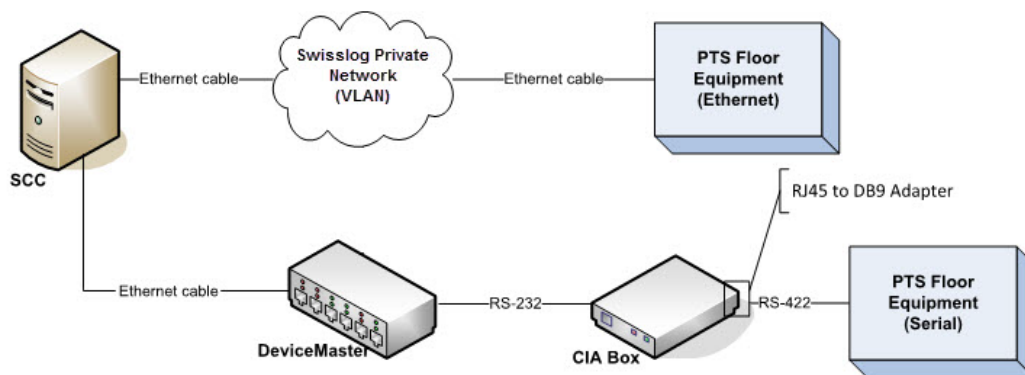 Swisslog Private
Network
(VLAN)
Ethernet cable
Ethernet cable
PTS Floor
Equipment
(Ethernet)
SCC
RJ45 to DB9 Adapter
Ethernet cable
DeviceMaster
RS-232
CIA Box
RS-422
PTS Floor
Equipment
(Serial)